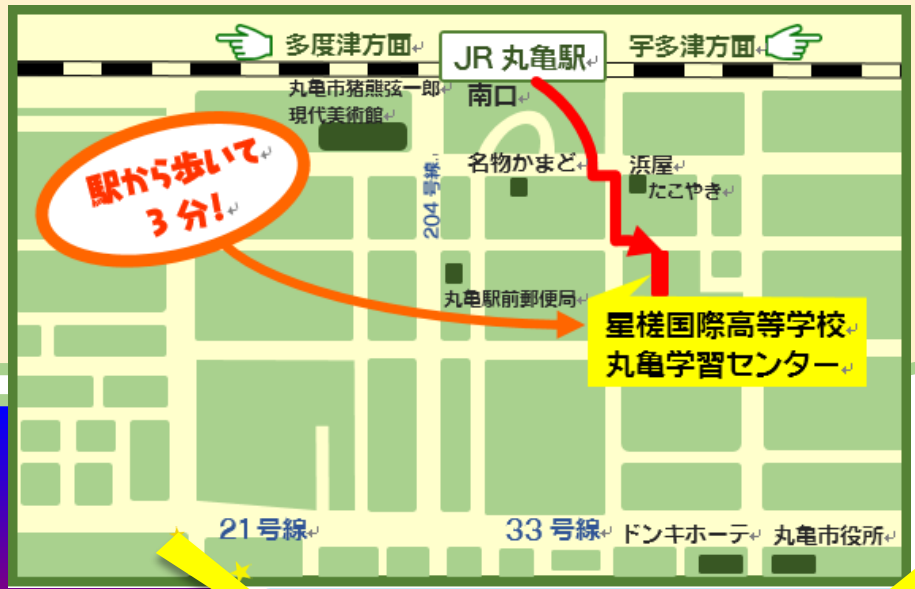 多度津方面
JR 丸亀駅
宇多津方面
丸亀市猪熊弦一郎
現代美術館
南口
駅から歩いて
3 分!
名物かまど
浜屋
たこやき
204 号線
丸亀駅前郵便局
星槎国際高等学校
丸亀学習センター
21 号線
33 号線
ドンキホーテ
丸亀市役所